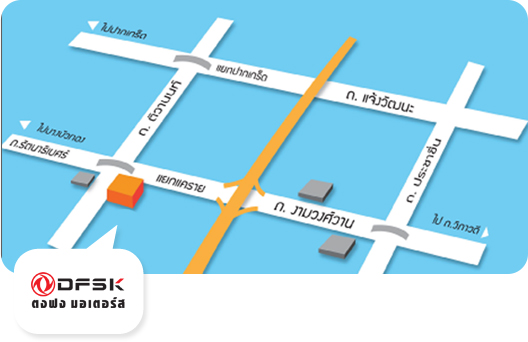 ไปปากเกร็ด
แยกปากเกร็ด
ถ. แจ้งวัฒนะ
ถ. ติวานนท์
ไปบางบัวทอง
ถ.รัตนาธิเบศร์
แยกแคราย
ถ. งามวงศ์วาน
ถ. ประชาชื่น
ไป ถ.วิภาวดี
DFSK
ตงฟง มอเตอร์ส